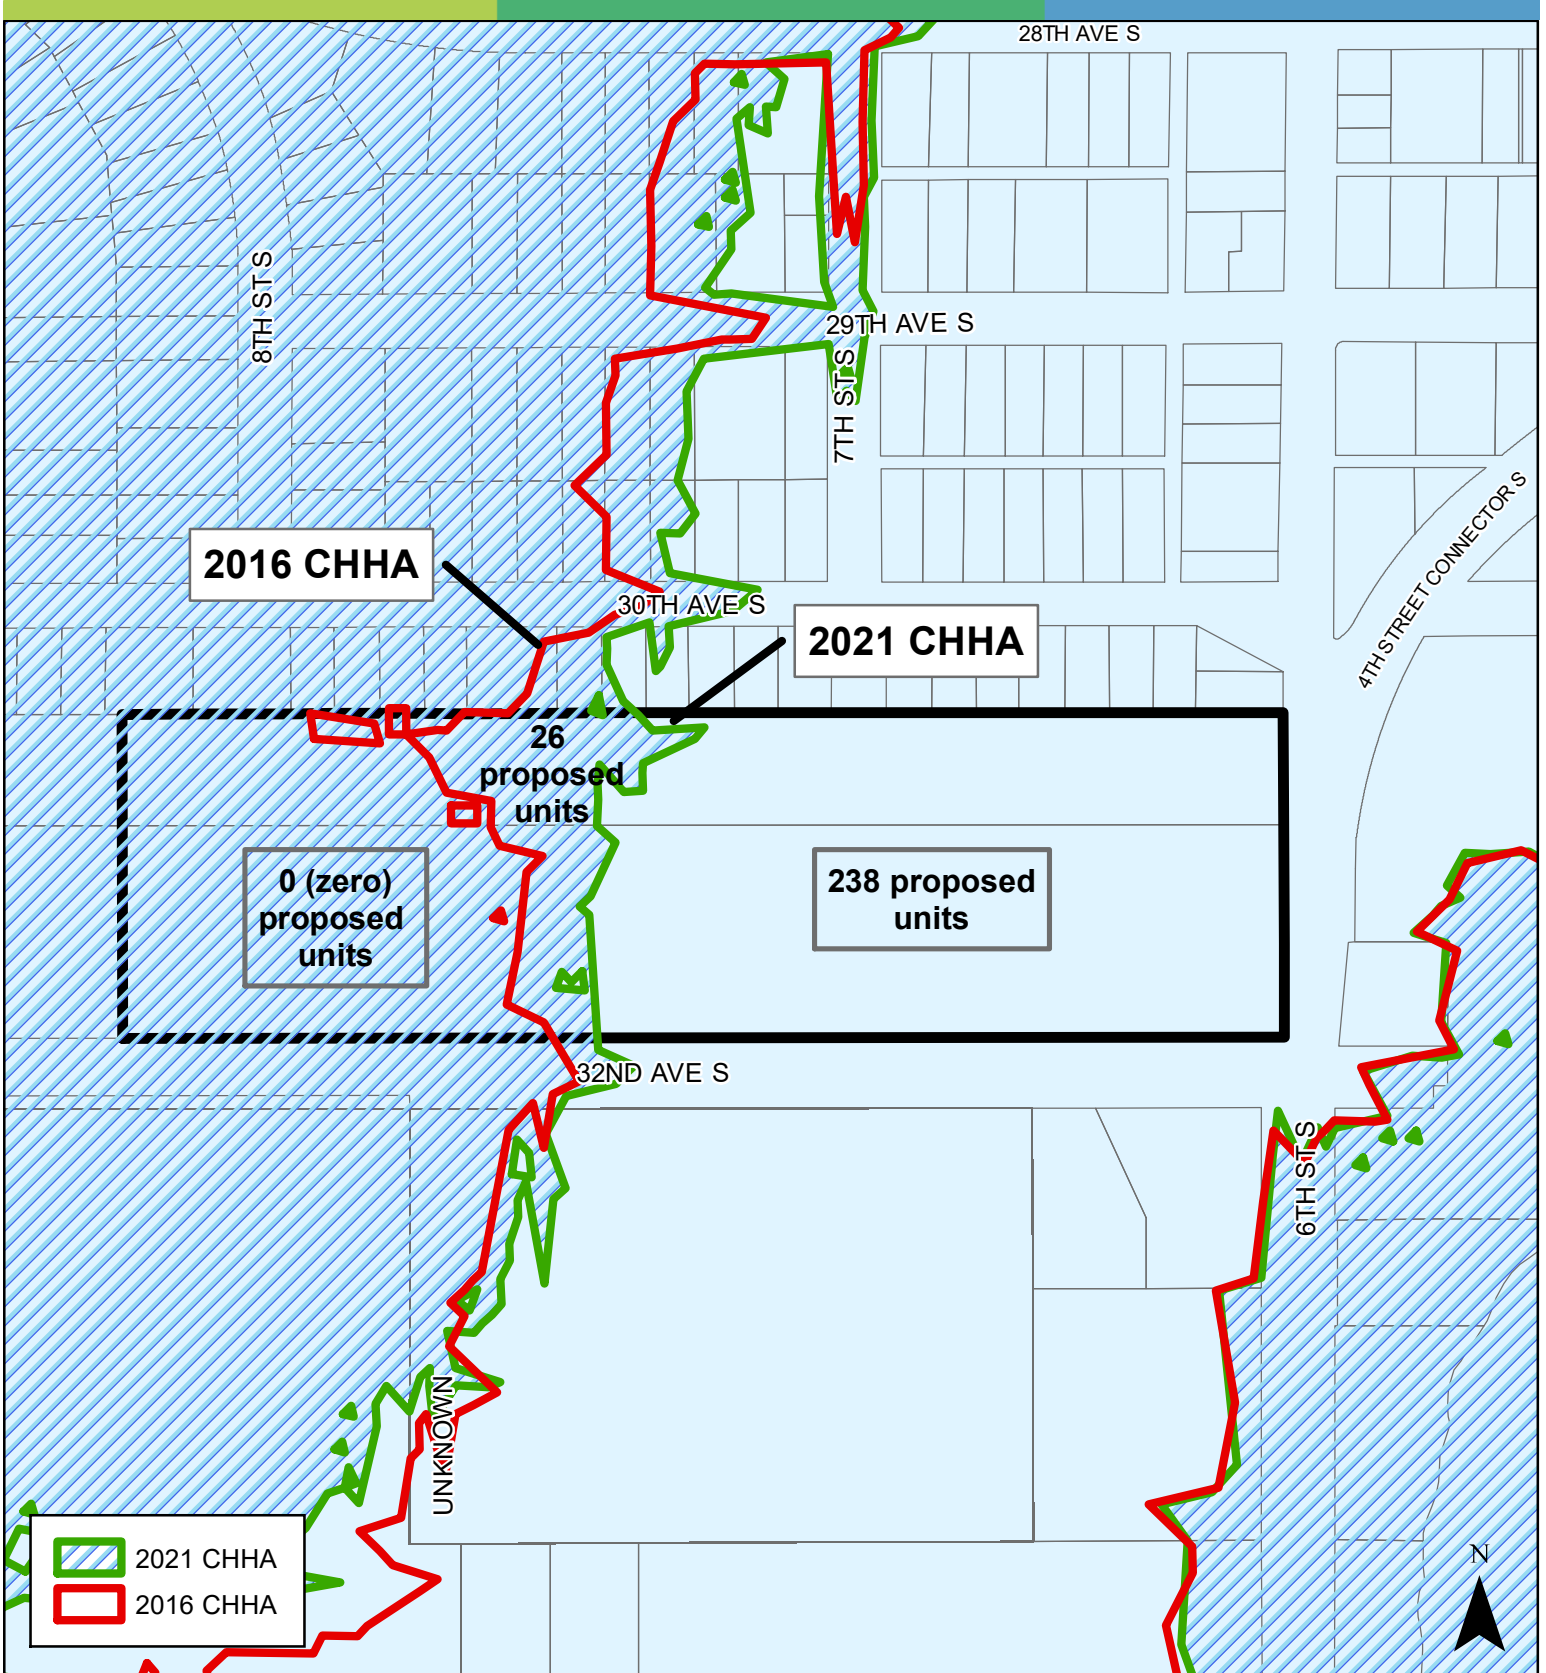 28TH AVE S
8TH ST S
29TH AVE S
7TH ST S
4TH STREET CONNECTOR S
2016 CHHA
30TH AVE S
2021 CHHA
26
proposed
units
0 (zero)
proposed
units
238 proposed
units
32ND AVE S
6TH ST S
UNKNOWN
2021 CHHA
2016 CHHA
N